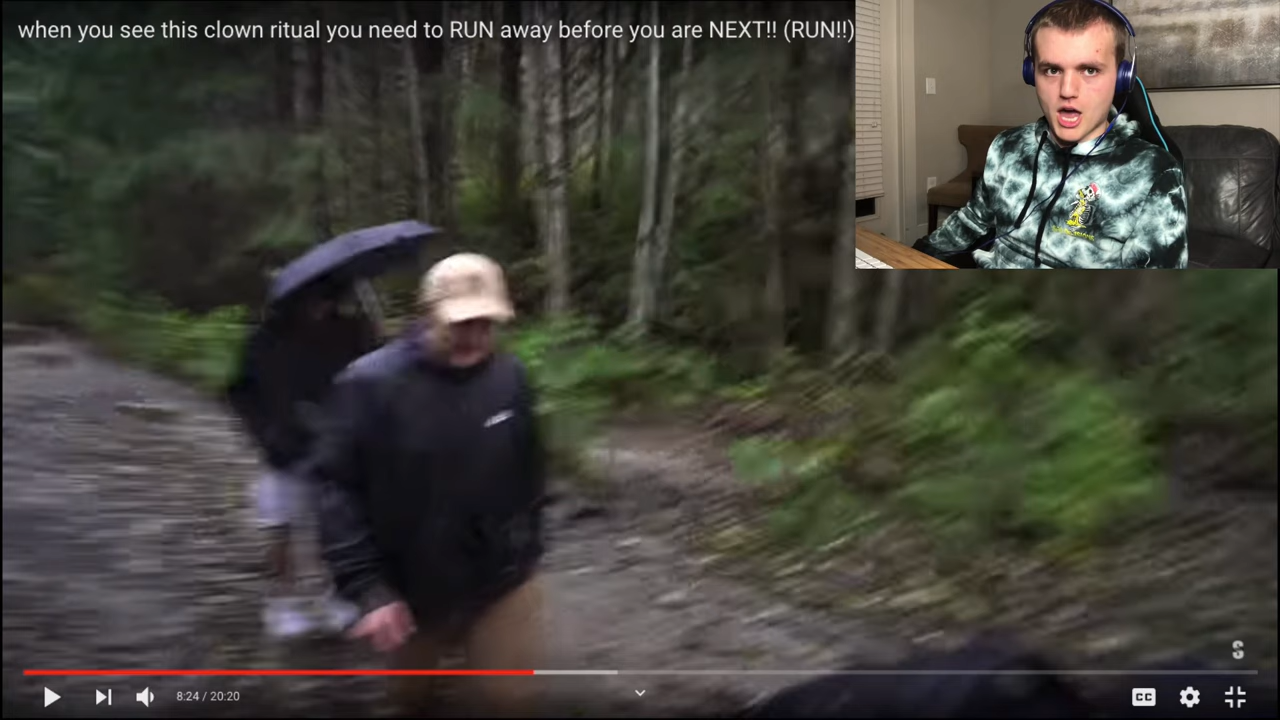 when you see this clown ritual you need to RUN away before you are NEXT!! (RUN!!)
S
8:24 / 20:20
CC